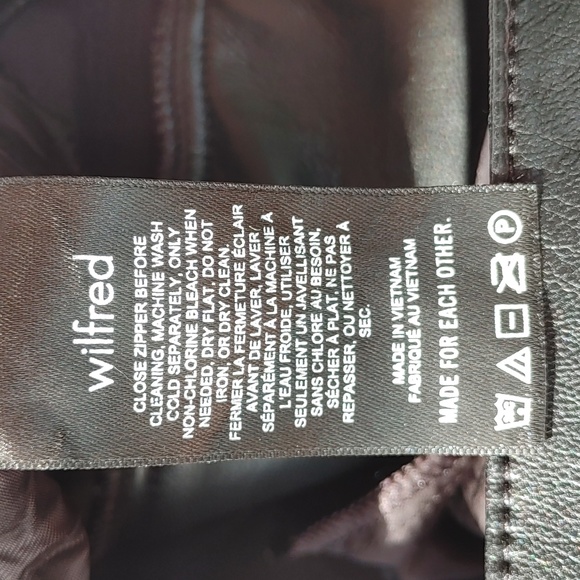 wilfred
CLOSE ZIPPER BEFORE
CLEANING, MACHINE WASH
COLD SEPARATELY, ONLY
NON-CHLORINE BLEACH WHEN
NEEDED, DRY FLAT, DO NOT
IRON, OR DRY CLEAN.
FERMER LA FERMETURE ÉCLAIR
AVANT DE LAVER, LAVER
SÉPARÉMENT À LA MACHINE À
L'EAU FROIDE, UTILISER
SEULEMENT UN JAVELLISANT
SANS CHLORE AU BESOIN,
SÉCHER À PLAT, NE PAS
REPASSER, OU NETTOYER À
SEC.
MADE IN VIETNAM
FABRIQUÉ AU VIETNAM
MADE FOR EACH OTHER.
P